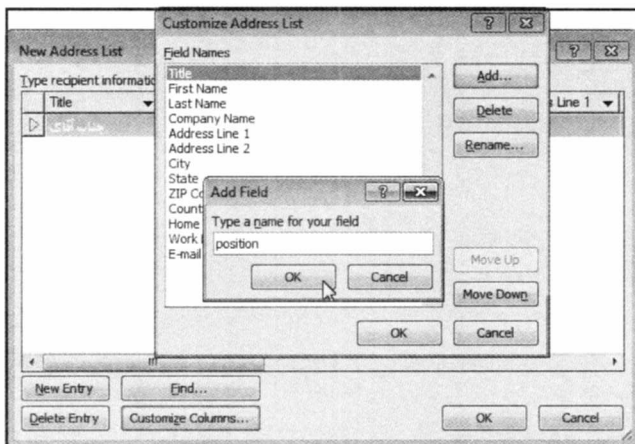 Customize Address List
New Address List
Field Names
Type recipient informatio
Title
s Line 1
جناب آقای
Title
First Name
Last Name
Company Name
Address Line 1
Address Line 2
City
State
ZIP Co
Count
Home
Work
E-mail
Add...
Delete
Rename...
Move Up
Move Down
Add Field
Type a name for your field
position
OK
Cancel
OK
Cancel
New Entry
Find...
Delete Entry
Customize Columns...
OK
Cancel